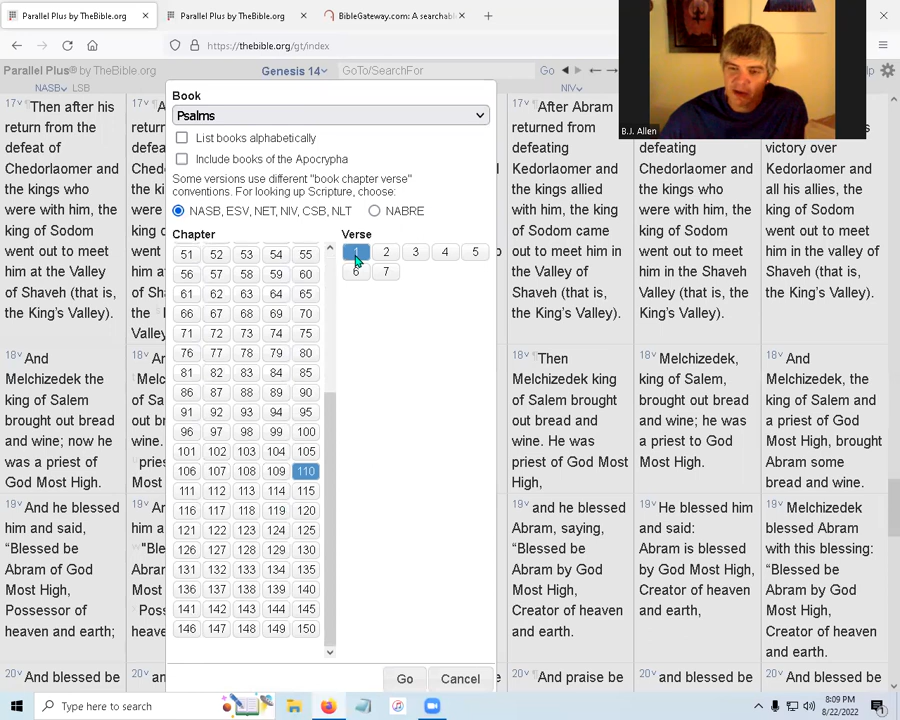 Parallel Plus by TheBible.org
Parallel Plus by TheBible.org
BibleGateway.com: A searchabl
https://thebible.org/gt/index
B.J. Allen
Parallel Plus® by TheBible.org
Genesis 14
GoTo/SearchFor
Go
NASB
LSB
NIV
Book
Psalms
List books alphabetically
Include books of the Apocrypha
Some versions use different "book chapter verse"
conventions. For looking up Scripture, choose:
NASB, ESV, NET, NIV, CSB, NLT
NABRE
Chapter
Verse
51 52 53 54 55
56 57 58 59 60
61 62 63 64 65
66 67 68 69 70
71 72 73 74 75
76 77 78 79 80
81 82 83 84 85
86 87 88 89 90
91 92 93 94 95
96 97 98 99 100
101 102 103 104 105
106 107 108 109 110
111 112 113 114 115
116 117 118 119 120
121 122 123 124 125
126 127 128 129 130
131 132 133 134 135
136 137 138 139 140
141 142 143 144 145
146 147 148 149 150
1 2 3 4 5
6 7
Go
Cancel
17v ¶Then after his
return from the
defeat of
Chedorlaomer and
the kings who
were with him, the
king of Sodom
went out to meet
him at the Valley
of Shaveh (that is,
the King's Valley).
18v And
Melchizedek the
king of Salem
brought out bread
and wine; now he
was a priest of
God Most High.
19v And he blessed
him and said,
“Blessed be
Abram of God
Most High,
Possessor of
heaven and earth;
20v And blessed be
17v ¶After Abram
returned from
defeating
Kedorlaomer and
the kings allied
with him, the king
of Sodom came
out to meet him in
the Valley of
Shaveh (that is,
the King's Valley).
18v ¶Then
Melchizedek king
of Salem brought
out bread and
wine. He was
priest of God Most
High,
19v and he blessed
Abram, saying,
“Blessed be
Abram by God
Most High,
Creator of heaven
and earth.
20v And praise be
returned from
defeating
Chedorlaomer and
the kings who
were with him, the
king of Sodom
went out to meet
him in the Valley
of Shaveh (that is,
the King's Valley).
18v Melchizedek,
king of Salem,
brought out bread
and wine; he was
a priest to God
Most High.
19v He blessed him
and said:
Abram is blessed
by God Most High,
Creator of heaven
and earth,
20v and blessed be
victory over
Kedorlaomer and
all his allies, the
king of Sodom
went out to meet
him in the valley
of Shaveh (that is,
the King's Valley).
18v And
Melchizedek, the
king of Salem and
a priest of God
Most High, brought
Abram some
bread and wine.
19v Melchizedek
blessed Abram
with this blessing:
“Blessed be
Abram by God
Most High,
Creator of heaven
and earth.
20v And blessed be
Type here to search
8:09 PM
8/22/2022